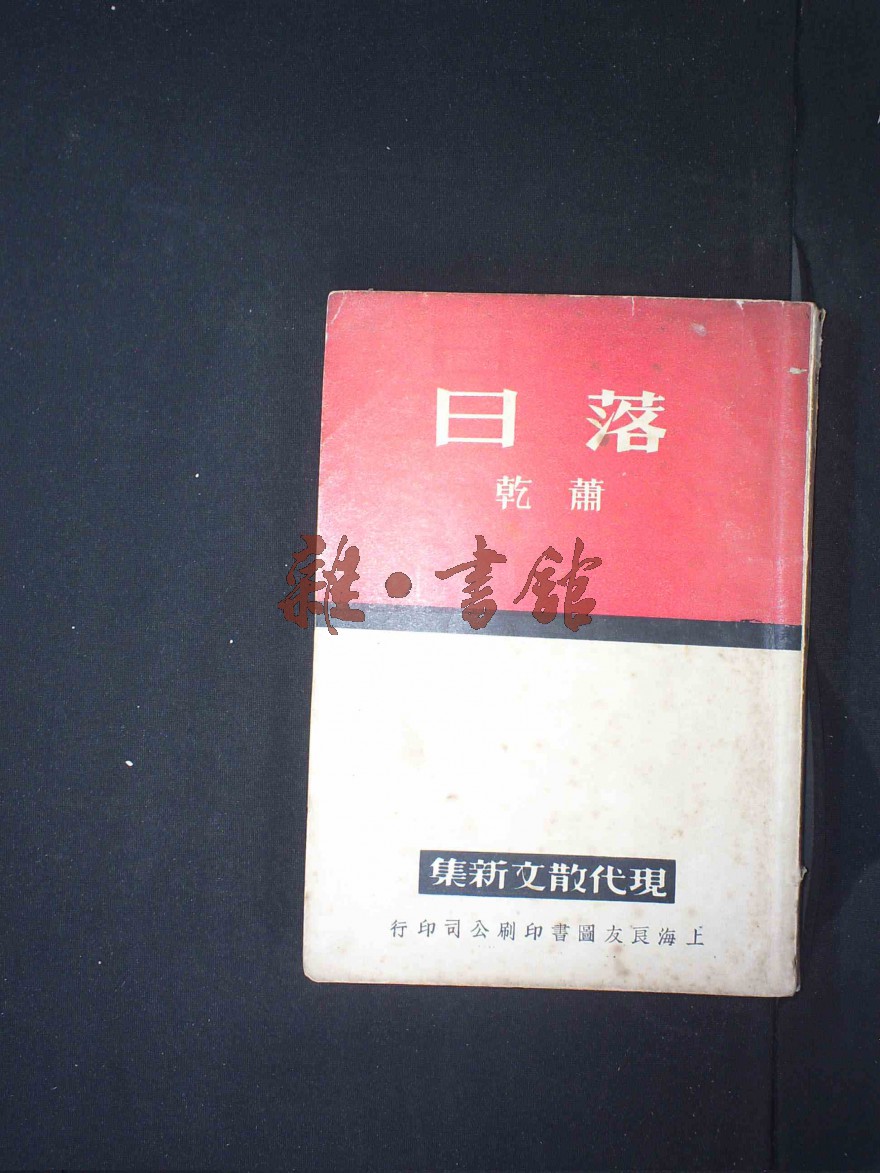 落日
蕭乾
雜·書館
現代散文新集
上海良友圖書印刷公司印行